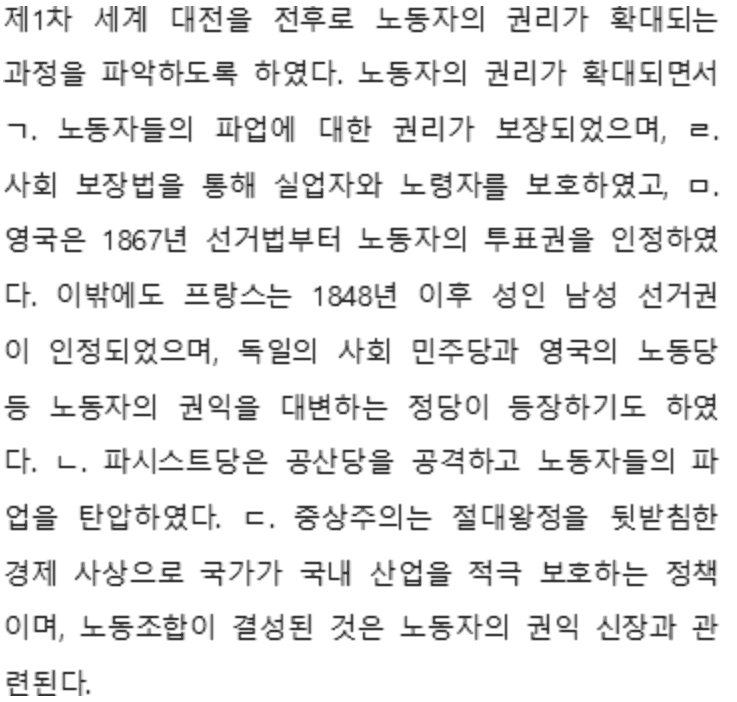 제1차 세계 대전을 전후로 노동자의 권리가 확대되는
과정을 파악하도록 하였다. 노동자의 권리가 확대되면서
ㄱ. 노동자들의 파업에 대한 권리가 보장되었으며, ㄹ.
사회 보장법을 통해 실업자와 노령자를 보호하였고, ㅁ.
영국은 1867년 선거법부터 노동자의 투표권을 인정하였
다. 이밖에도 프랑스는 1848년 이후 성인 남성 선거권
이 인정되었으며, 독일의 사회 민주당과 영국의 노동당
등 노동자의 권익을 대변하는 정당이 등장하기도 하였
다. ㄴ. 파시스트당은 공산당을 공격하고 노동자들의 파
업을 탄압하였다. ㄷ. 중상주의는 절대왕정을 뒷받침한
경제 사상으로 국가가 국내 산업을 적극 보호하는 정책
이며, 노동조합이 결성된 것은 노동자의 권익 신장과 관
련된다.